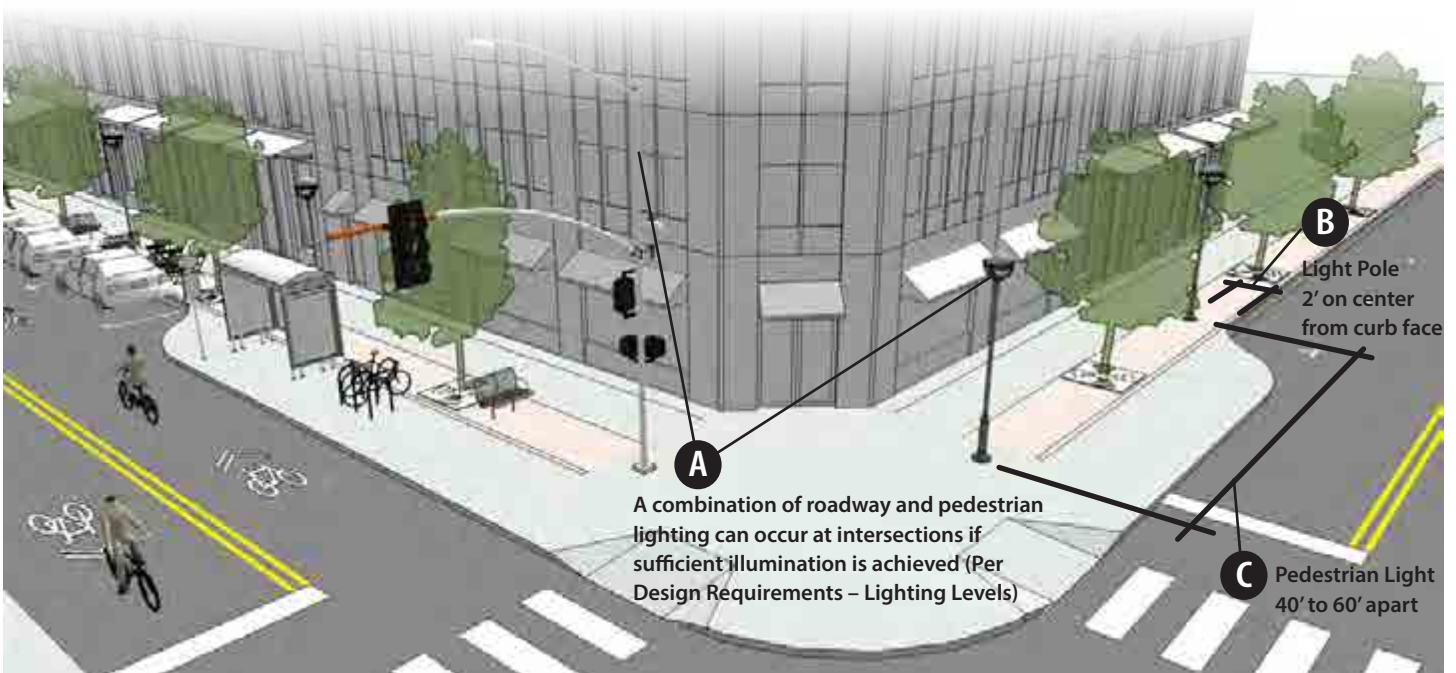 B
Light Pole
2’ on center
from curb face
A
A combination of roadway and pedestrian
lighting can occur at intersections if
sufficient illumination is achieved (Per
Design Requirements – Lighting Levels)
C
Pedestrian Light
40’ to 60’ apart